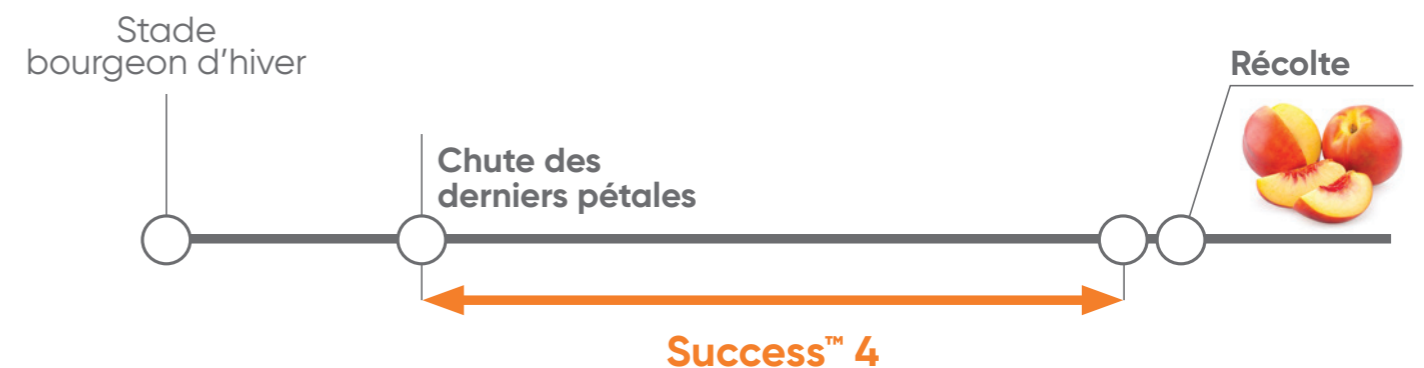 Stade
bourgeon d'hiver
Récolte
Chute des
derniers pétales
Success™ 4